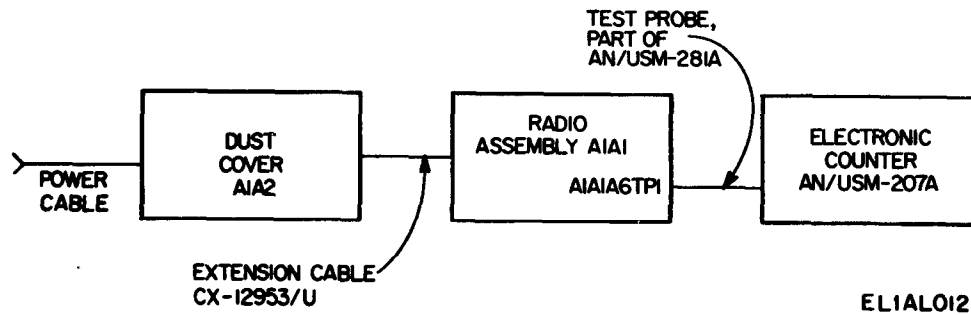 TEST PROBE,
PART OF
AN/USM-281A
DUST
COVER
A1A2
RADIO
ASSEMBLY A1A1
A1A1A6TP1
ELECTRONIC
COUNTER
AN/USM-207A
POWER
CABLE
EXTENSION CABLE
CX-12953/U
EL1AL012